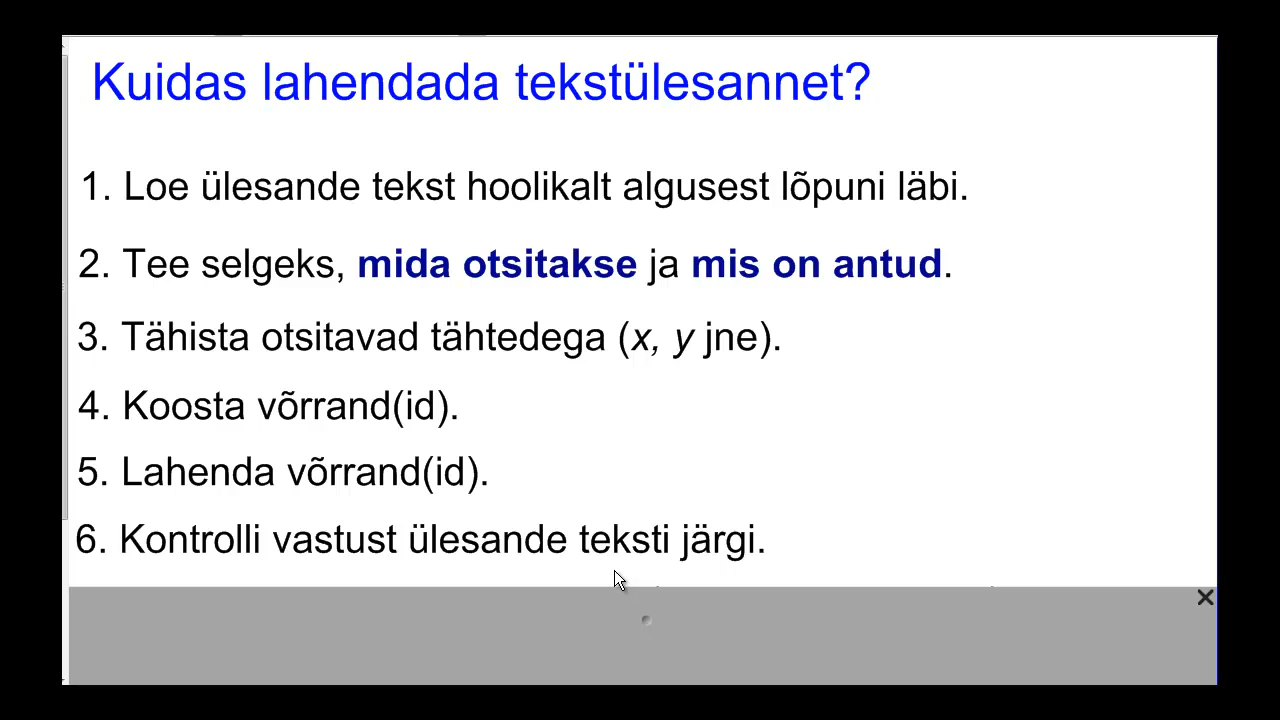 Kuidas lahendada tekstülesannet?
1. Loe ülesande tekst hoolikalt algusest lõpuni läbi.
2. Tee selgeks, mida otsitakse ja mis on antud.
3. Tähista otsitavad tähtedega (x, y jne).
4. Koosta võrrand(id).
5. Lahenda võrrand(id).
6. Kontrolli vastust ülesande teksti järgi.